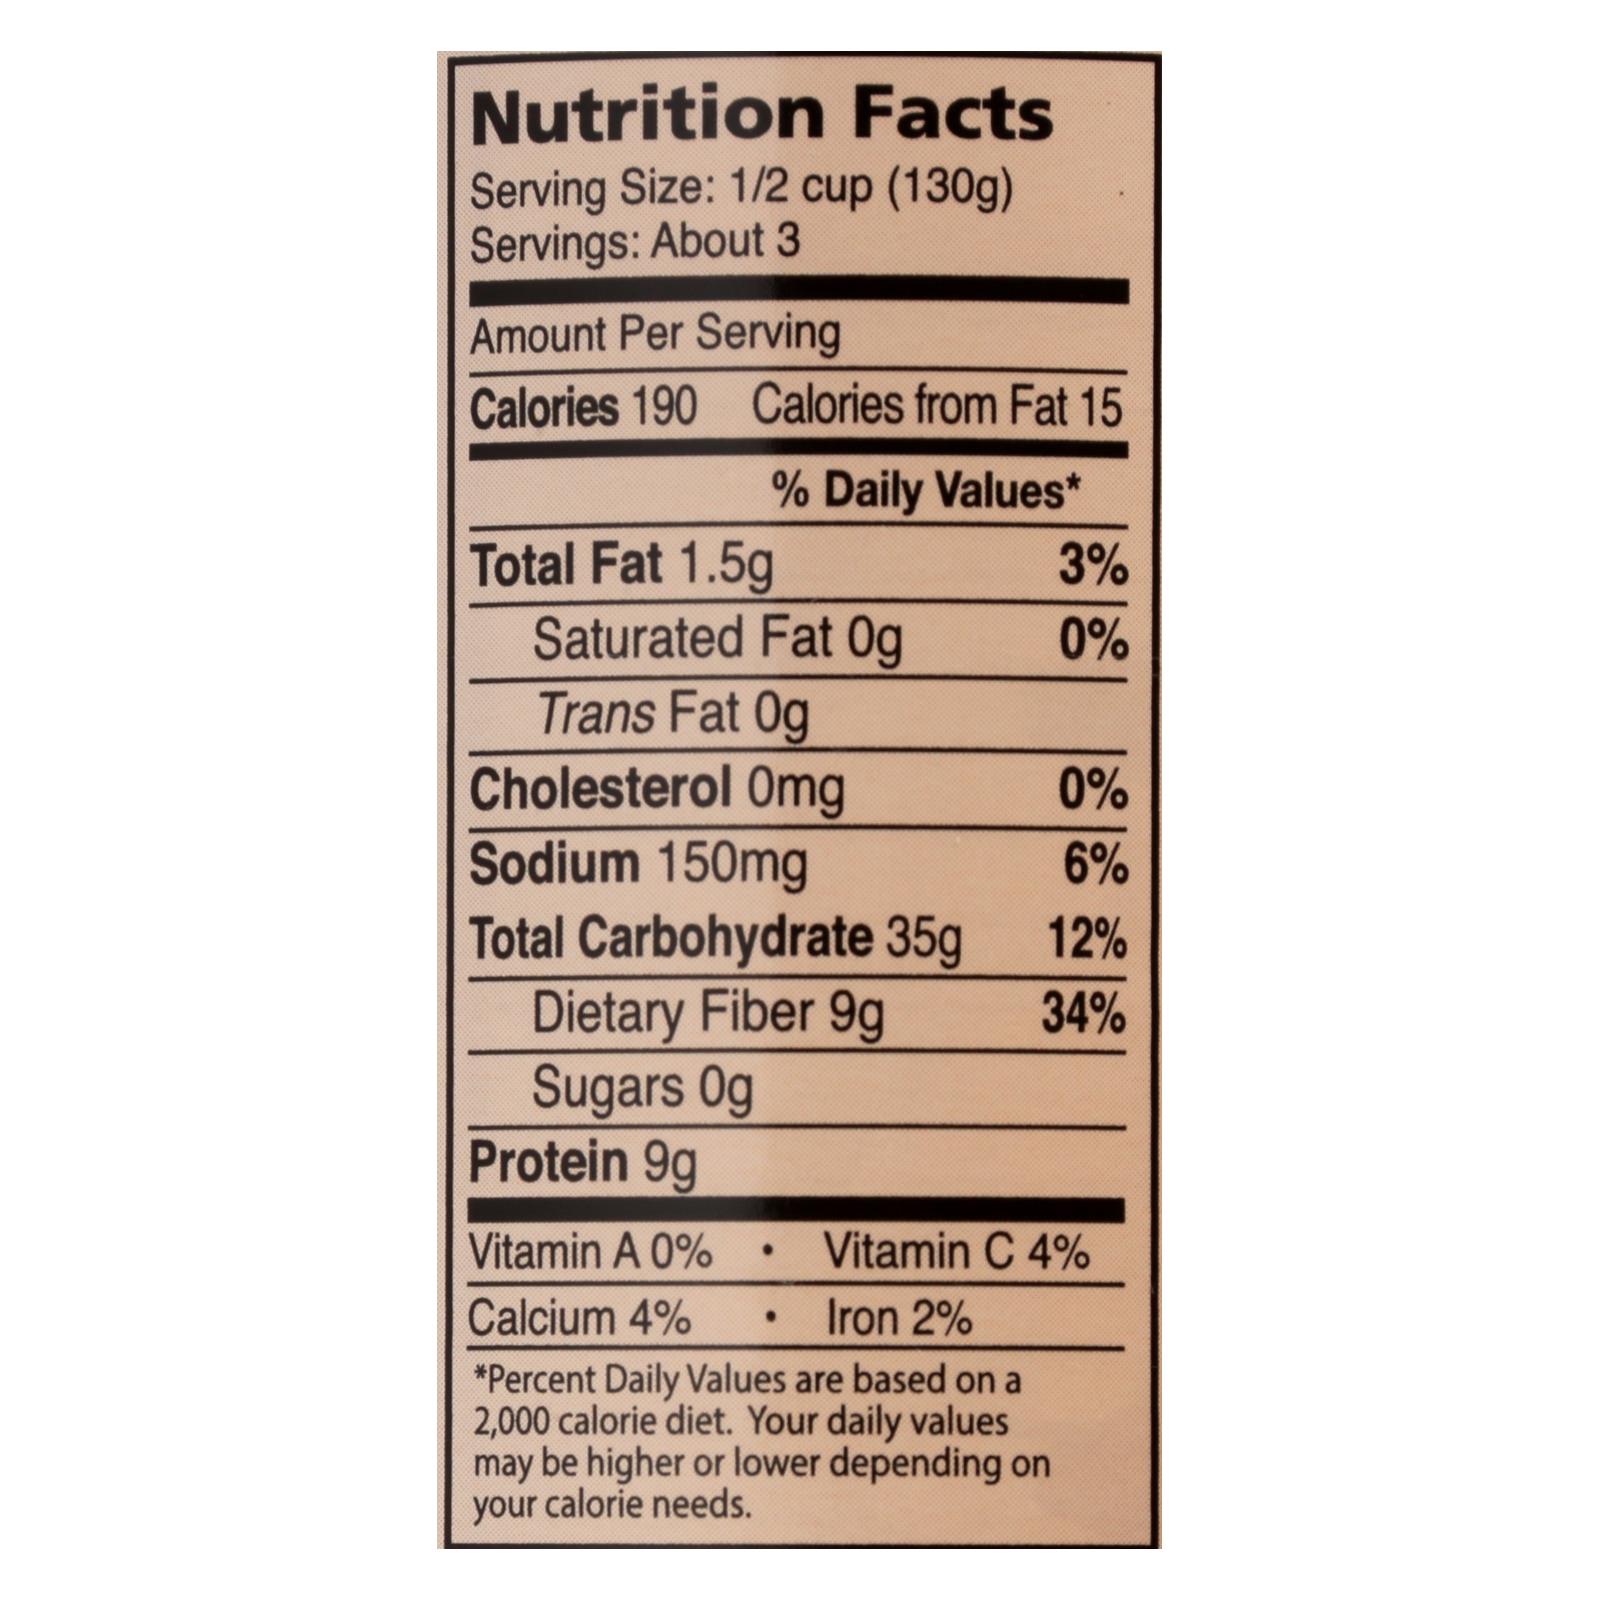 Nutrition Facts
Serving Size: 1/2 cup (130g)
Servings: About 3
Amount Per Serving
Calories 190 Calories from Fat 15
% Daily Values*
Total Fat 1.5g 3%
Saturated Fat 0g 0%
Trans Fat 0g
Cholesterol 0mg 0%
Sodium 150mg 6%
Total Carbohydrate 35g 12%
Dietary Fiber 9g 34%
Sugars 0g
Protein 9g
Vitamin A 0% • Vitamin C 4%
Calcium 4% • Iron 2%
*Percent Daily Values are based on a
2,000 calorie diet. Your daily values
may be higher or lower depending on
your calorie needs.